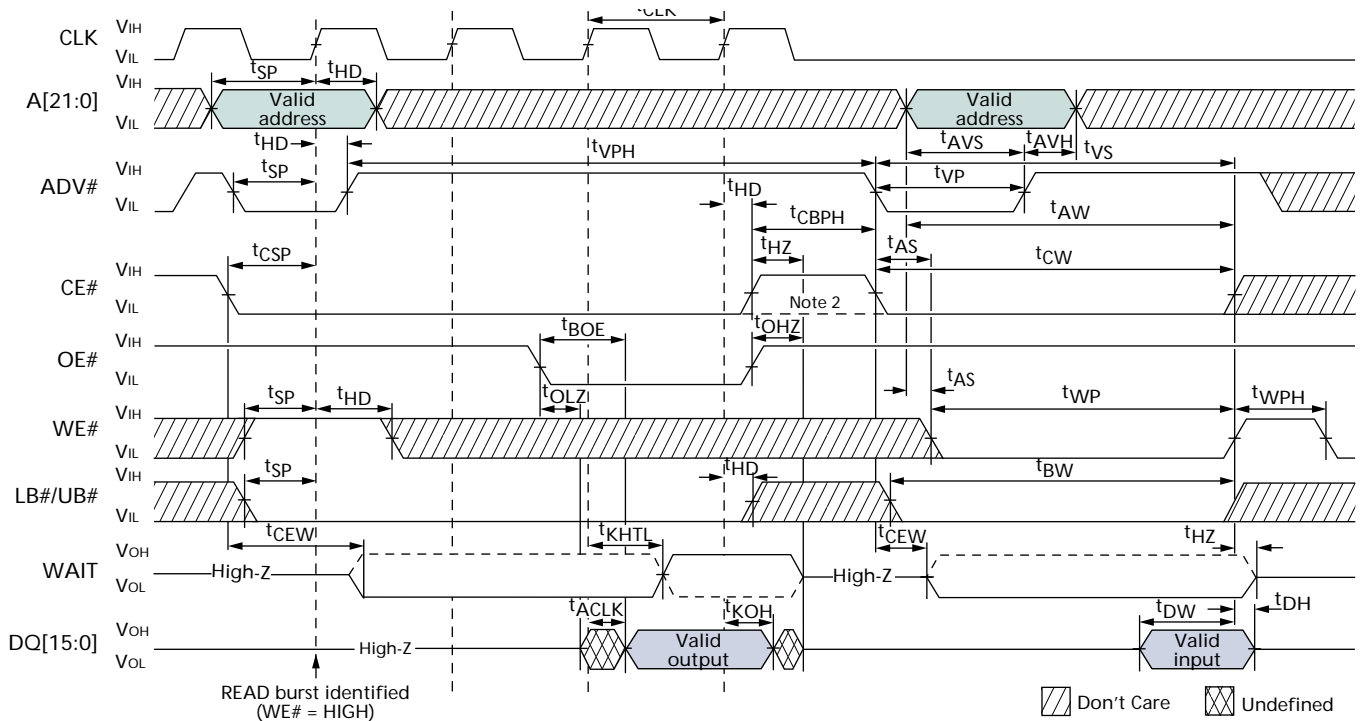 tCLK
CLK VIH
VIL
tSP tHD
A[21:0] VIH
VIL
Valid address
Valid address
tHD tVPH tAVS tAVH tVS
ADV# VIH
VIL
tSP tHD tVP
tCBPH tAW
tCSP tHZ tAS tCW
CE# VIH
VIL
Note 2
tBOE tOHZ
OE# VIH
VIL
tOLZ tAS
tSP tHD tWP tWPH
WE# VIH
VIL
tSP tHD tBW
LB#/UB# VIH
VIL
tCEW tKHTL tCEW tHZ
WAIT VOH
VOL
High-Z High-Z
tACLK tKOH tDW tDH
DQ[15:0] VOH
VOL
High-Z
Valid output
Valid input
READ burst identified
(WE# = HIGH)
Don't Care Undefined